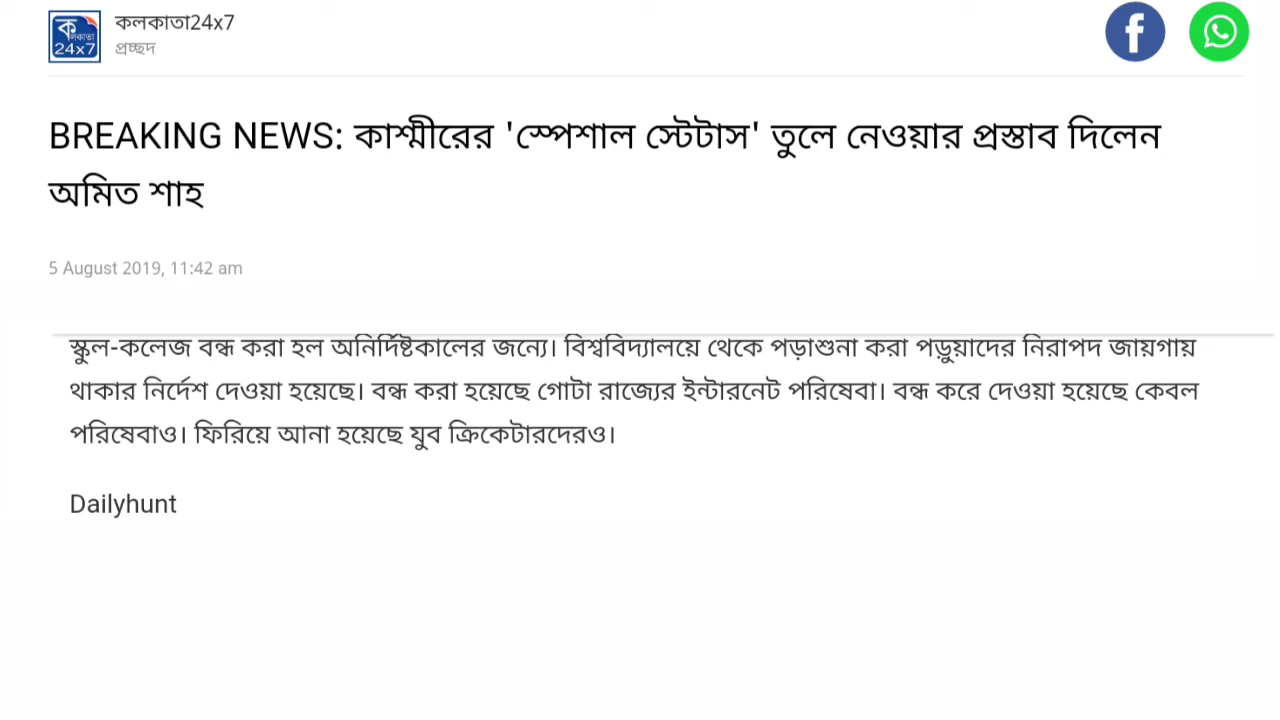 কলকাতা24x7
প্রচ্ছদ
ক
লকাতা
24x7
BREAKING NEWS: কাশ্মীরের 'স্পেশাল স্টেটাস' তুলে নেওয়ার প্রস্তাব দিলেন
অমিত শাহ
5 August 2019, 11:42 am
স্কুল-কলেজ বন্ধ করা হল অনির্দিষ্টকালের জন্যে। বিশ্ববিদ্যালয়ে থেকে পড়াশুনা করা পড়ুয়াদের নিরাপদ জায়গায়
থাকার নির্দেশ দেওয়া হয়েছে। বন্ধ করা হয়েছে গোটা রাজ্যের ইন্টারনেট পরিষেবা। বন্ধ করে দেওয়া হয়েছে কেবল
পরিষেবাও। ফিরিয়ে আনা হয়েছে যুব ক্রিকেটারদেরও।
Dailyhunt